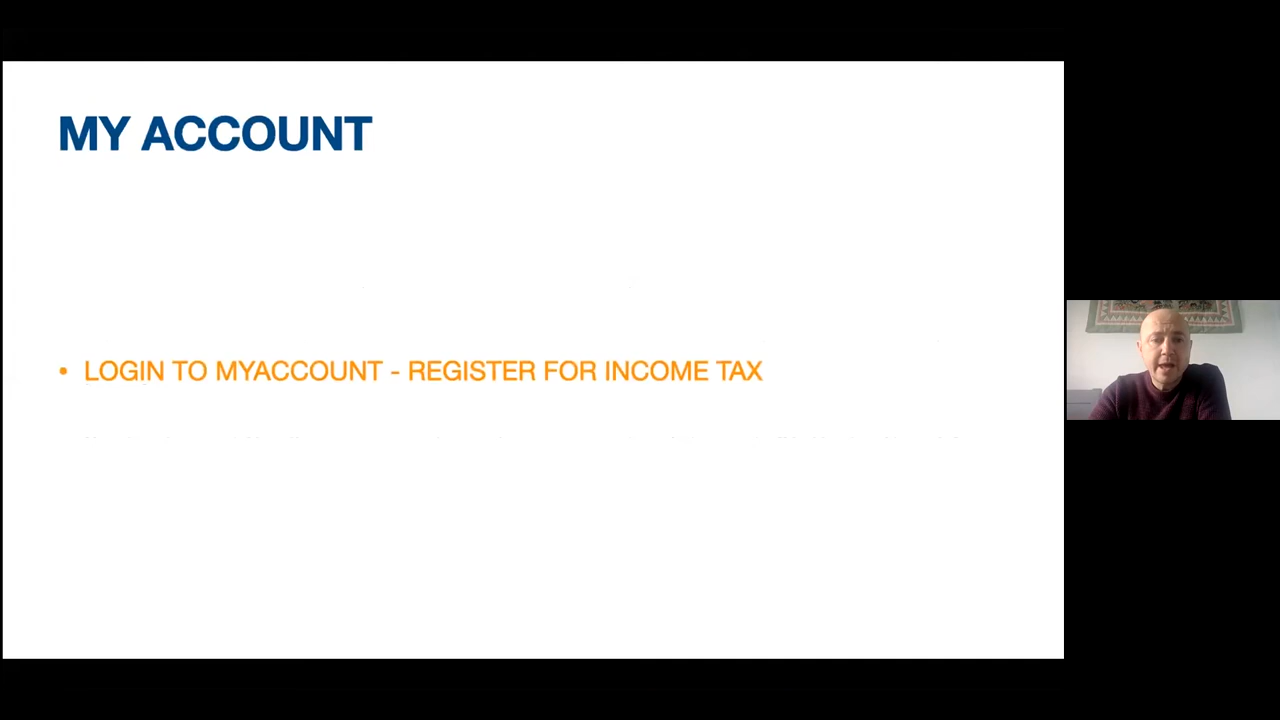 MY ACCOUNT
• LOGIN TO MYACCOUNT - REGISTER FOR INCOME TAX